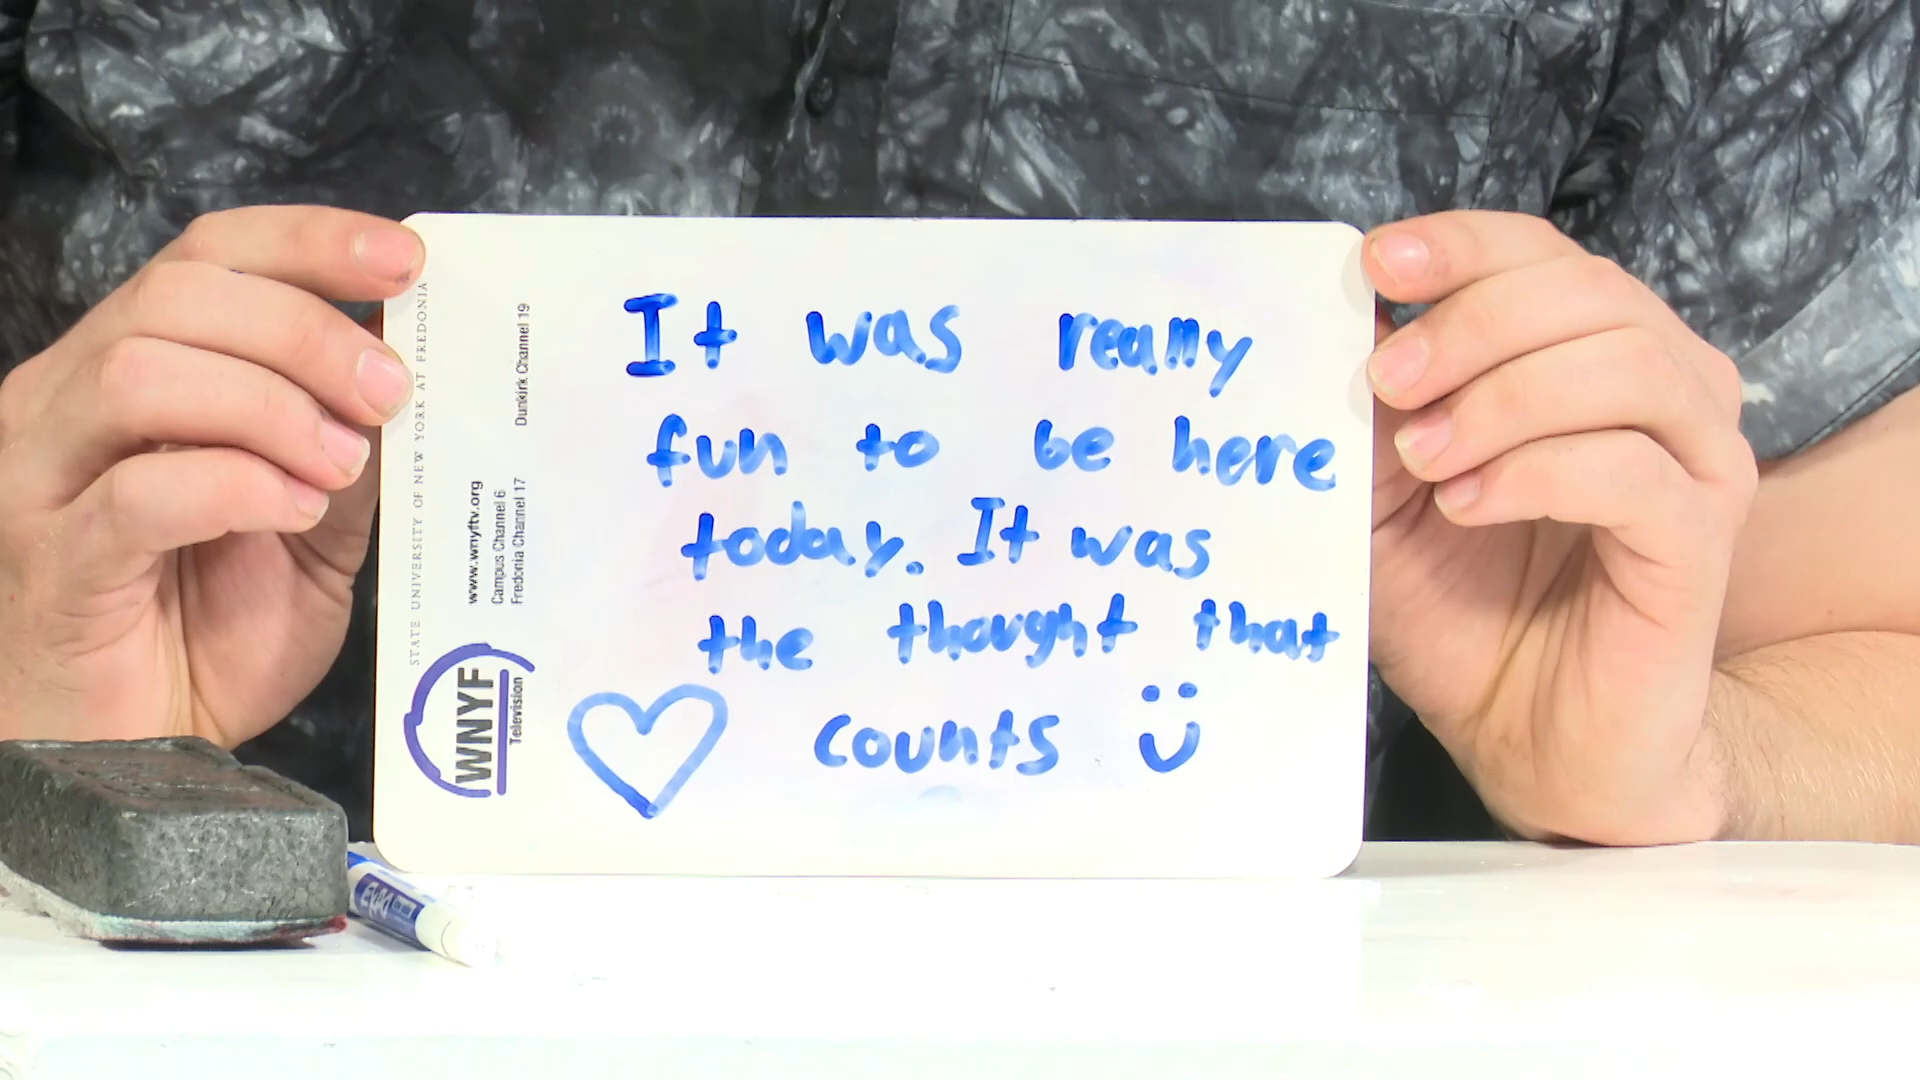 It was really
fun to be here
today. It was
the thought that
counts
STATE UNIVERSITY OF NEW YORK AT FREDONIA
www.wnyftv.org
Campus Channel 6
Fredonia Channel 17
Dunkirk Channel 19
WNYF
Television